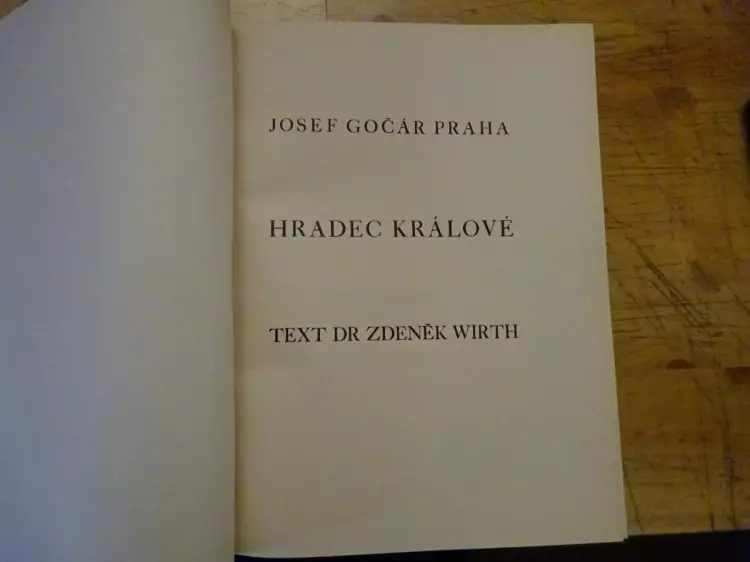 JOSEF GOČÁR PRAHA
HRADEC KRÁLOVÉ
TEXT DR ZDENĚK WIRTH